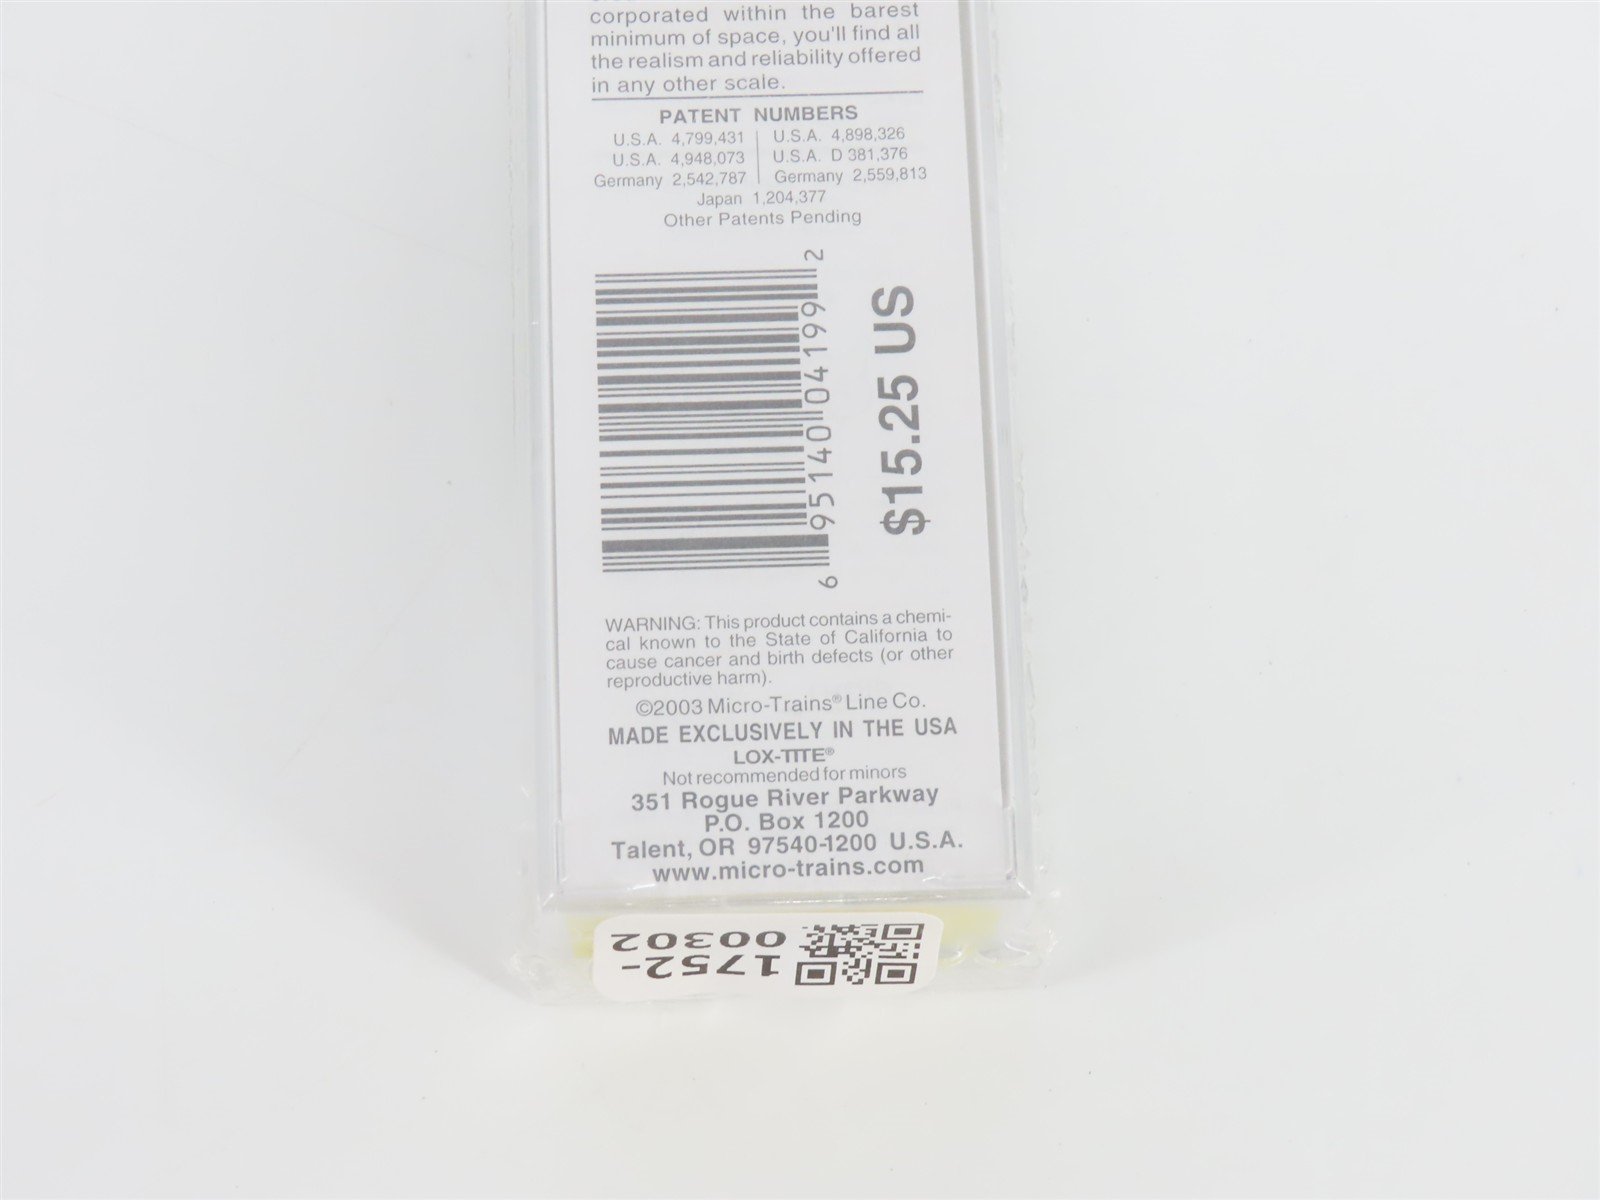 corporated within the barest
minimum of space, you'll find all
the realism and reliability offered
in any other scale.
PATENT NUMBERS
U.S.A. 4,799,431 | U.S.A. 4,898,326
U.S.A. 4,948,073 | U.S.A. D 381,376
Germany 2,542,787 | Germany 2,559,813
Japan 1,204,377
Other Patents Pending
6 95140 04199 2
$15.25 US
WARNING: This product contains a chemi-
cal known to the State of California to
cause cancer and birth defects (or other
reproductive harm).
©2003 Micro-Trains® Line Co.
MADE EXCLUSIVELY IN THE USA
LOX-TITE®
Not recommended for minors
351 Rogue River Parkway
P.O. Box 1200
Talent, OR 97540-1200 U.S.A.
www.micro-trains.com
1752-
00302